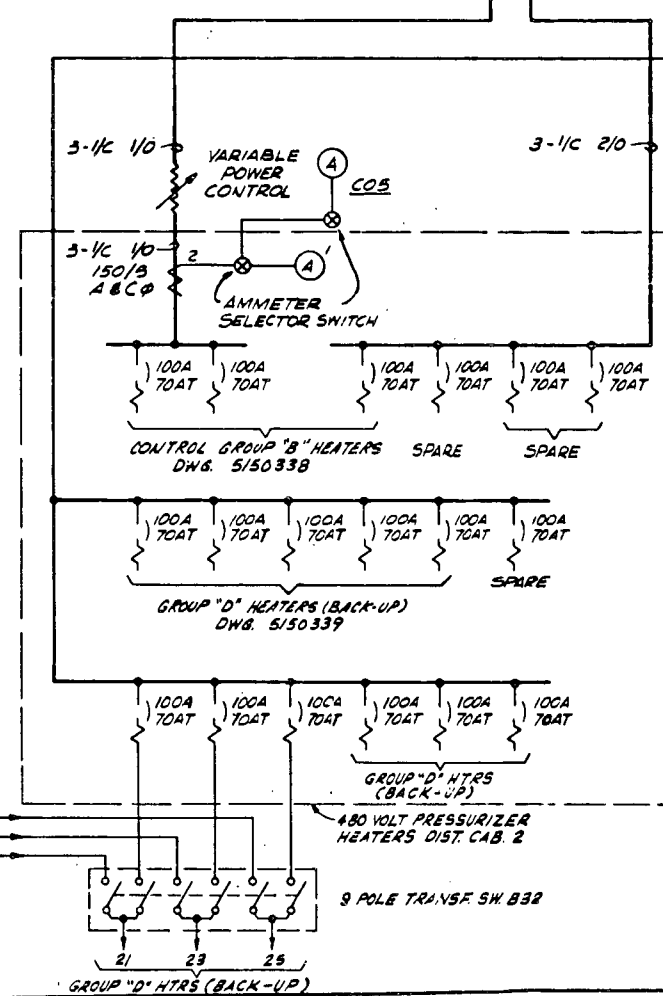 3-1/C 1/0
VARIABLE
POWER
CONTROL
A
COS
3-1/C 2/0
3-1/C 1/0
2
150/5
A B C Φ
A'
AMMETER
SELECTOR SWITCH
100A 100A 100A 100A 100A 100A
70AT 70AT 70AT 70AT 70AT 70AT
CONTROL GROUP "B" HEATERS
DWG. 5150338
SPARE
SPARE
100A 100A 100A 100A 100A 100A
70AT 70AT 70AT 70AT 70AT 70AT
GROUP "D" HEATERS (BACK-UP)
DWG. 5150339
SPARE
100A 100A 100A 100A 100A 100A
70AT 70AT 70AT 70AT 70AT 70AT
GROUP "D" HTRS
(BACK-UP)
480 VOLT PRESSURIZER
HEATERS DIST. CAB. 2
9 POLE TRANSF. SW. B32
21 23 25
GROUP "D" HTRS (BACK-UP)